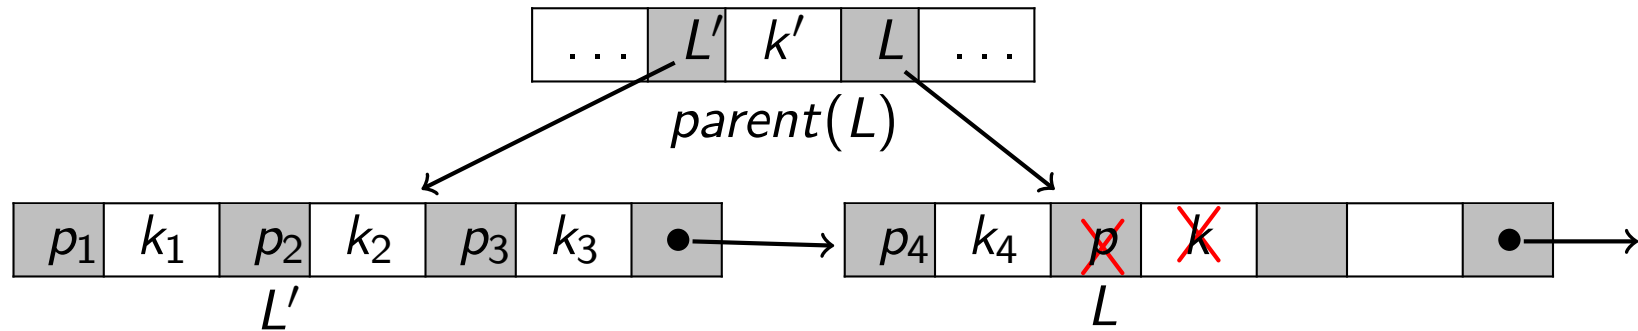 ... L′ k′ L ...
parent(L)
p₁ k₁ p₂ k₂ p₃ k₃ p₄ k₄ p k
L′ L